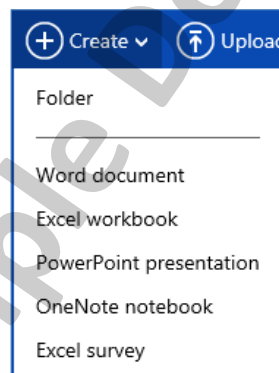 Create Upload
Folder
Word document
Excel workbook
PowerPoint presentation
OneNote notebook
Excel survey